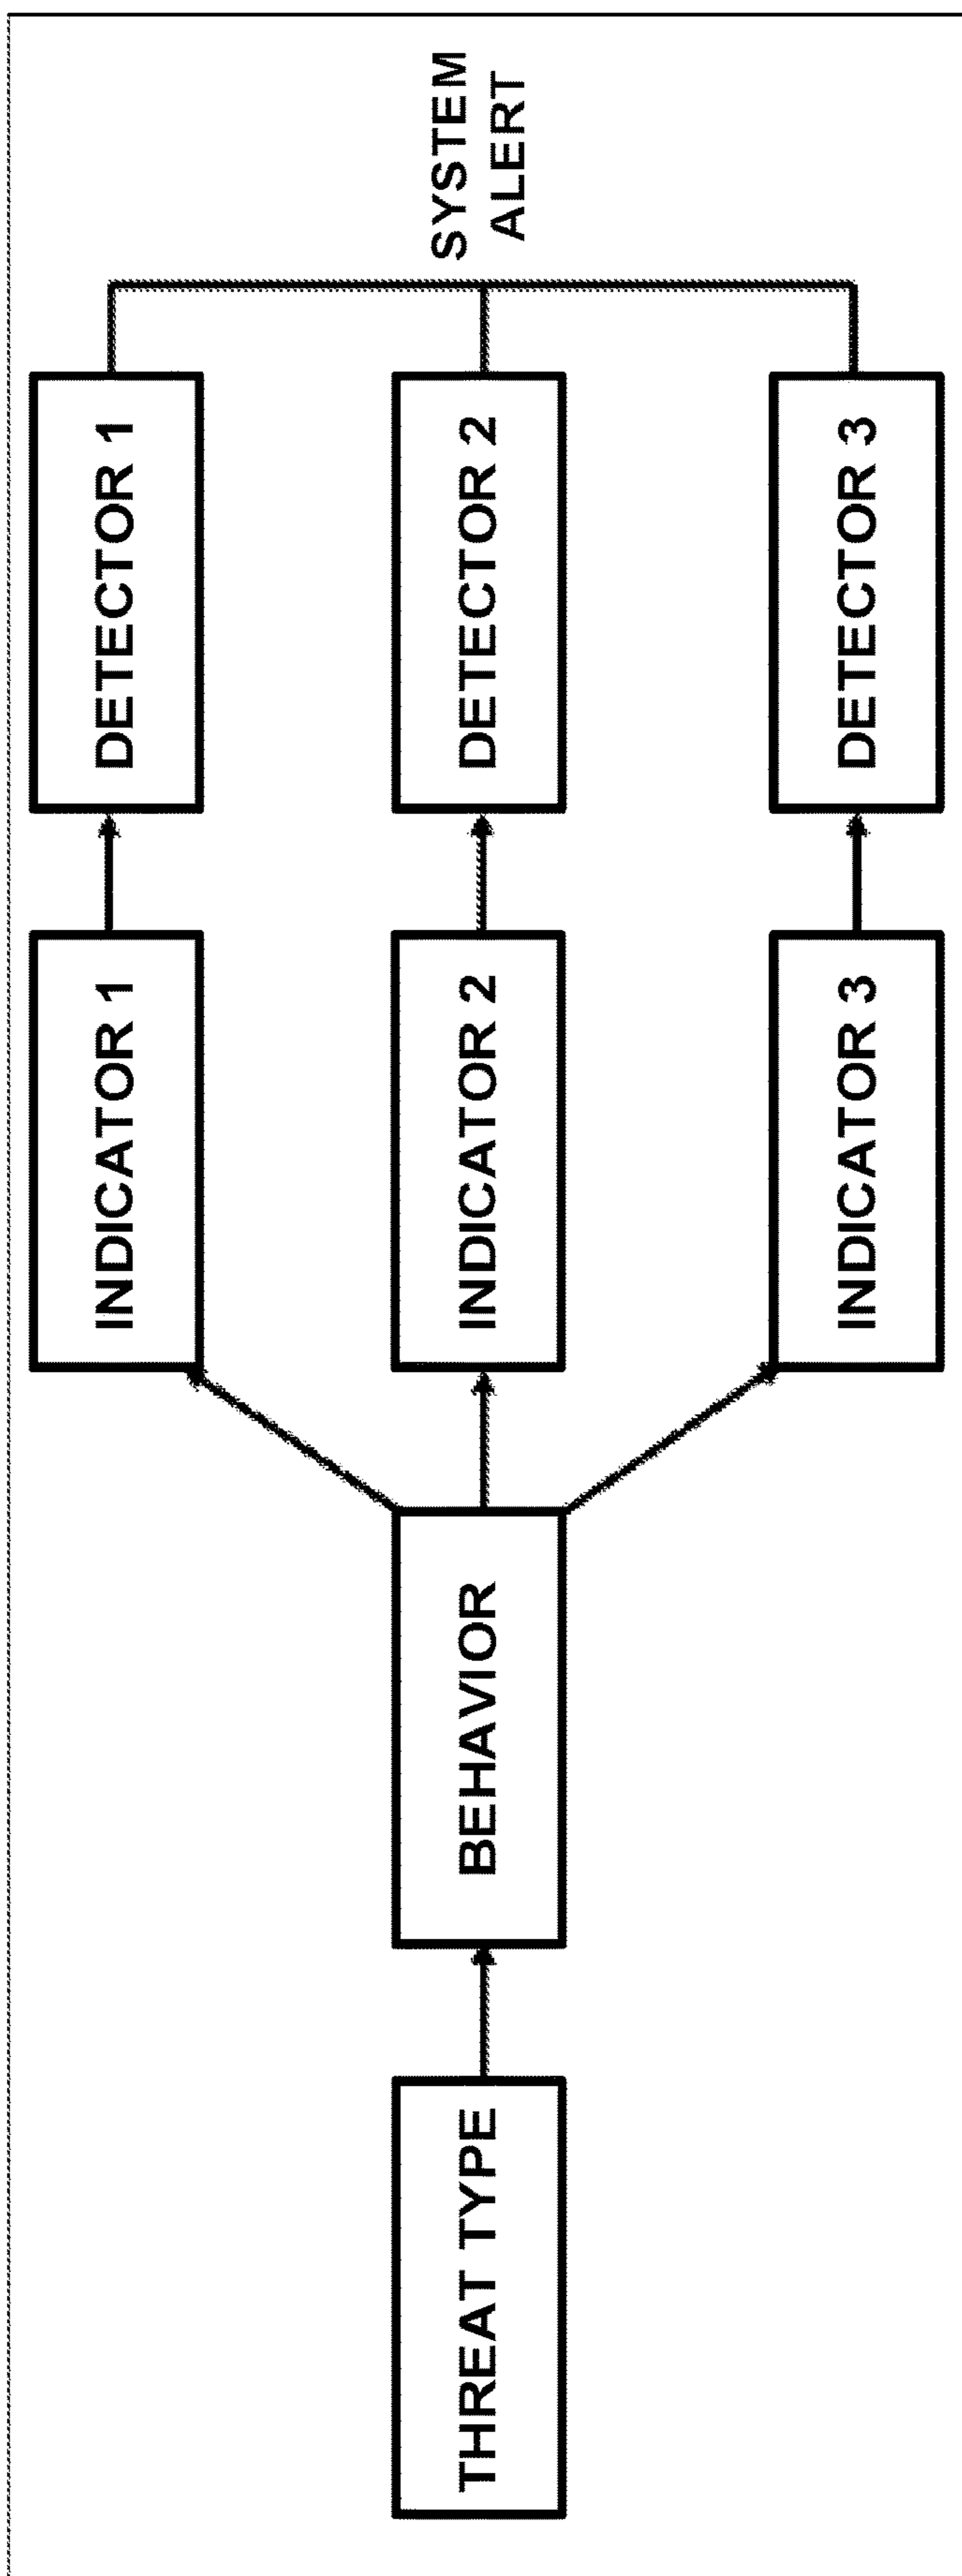 THREAT TYPE
BEHAVIOR
INDICATOR 1
INDICATOR 2
INDICATOR 3
DETECTOR 1
DETECTOR 2
DETECTOR 3
SYSTEM
ALERT